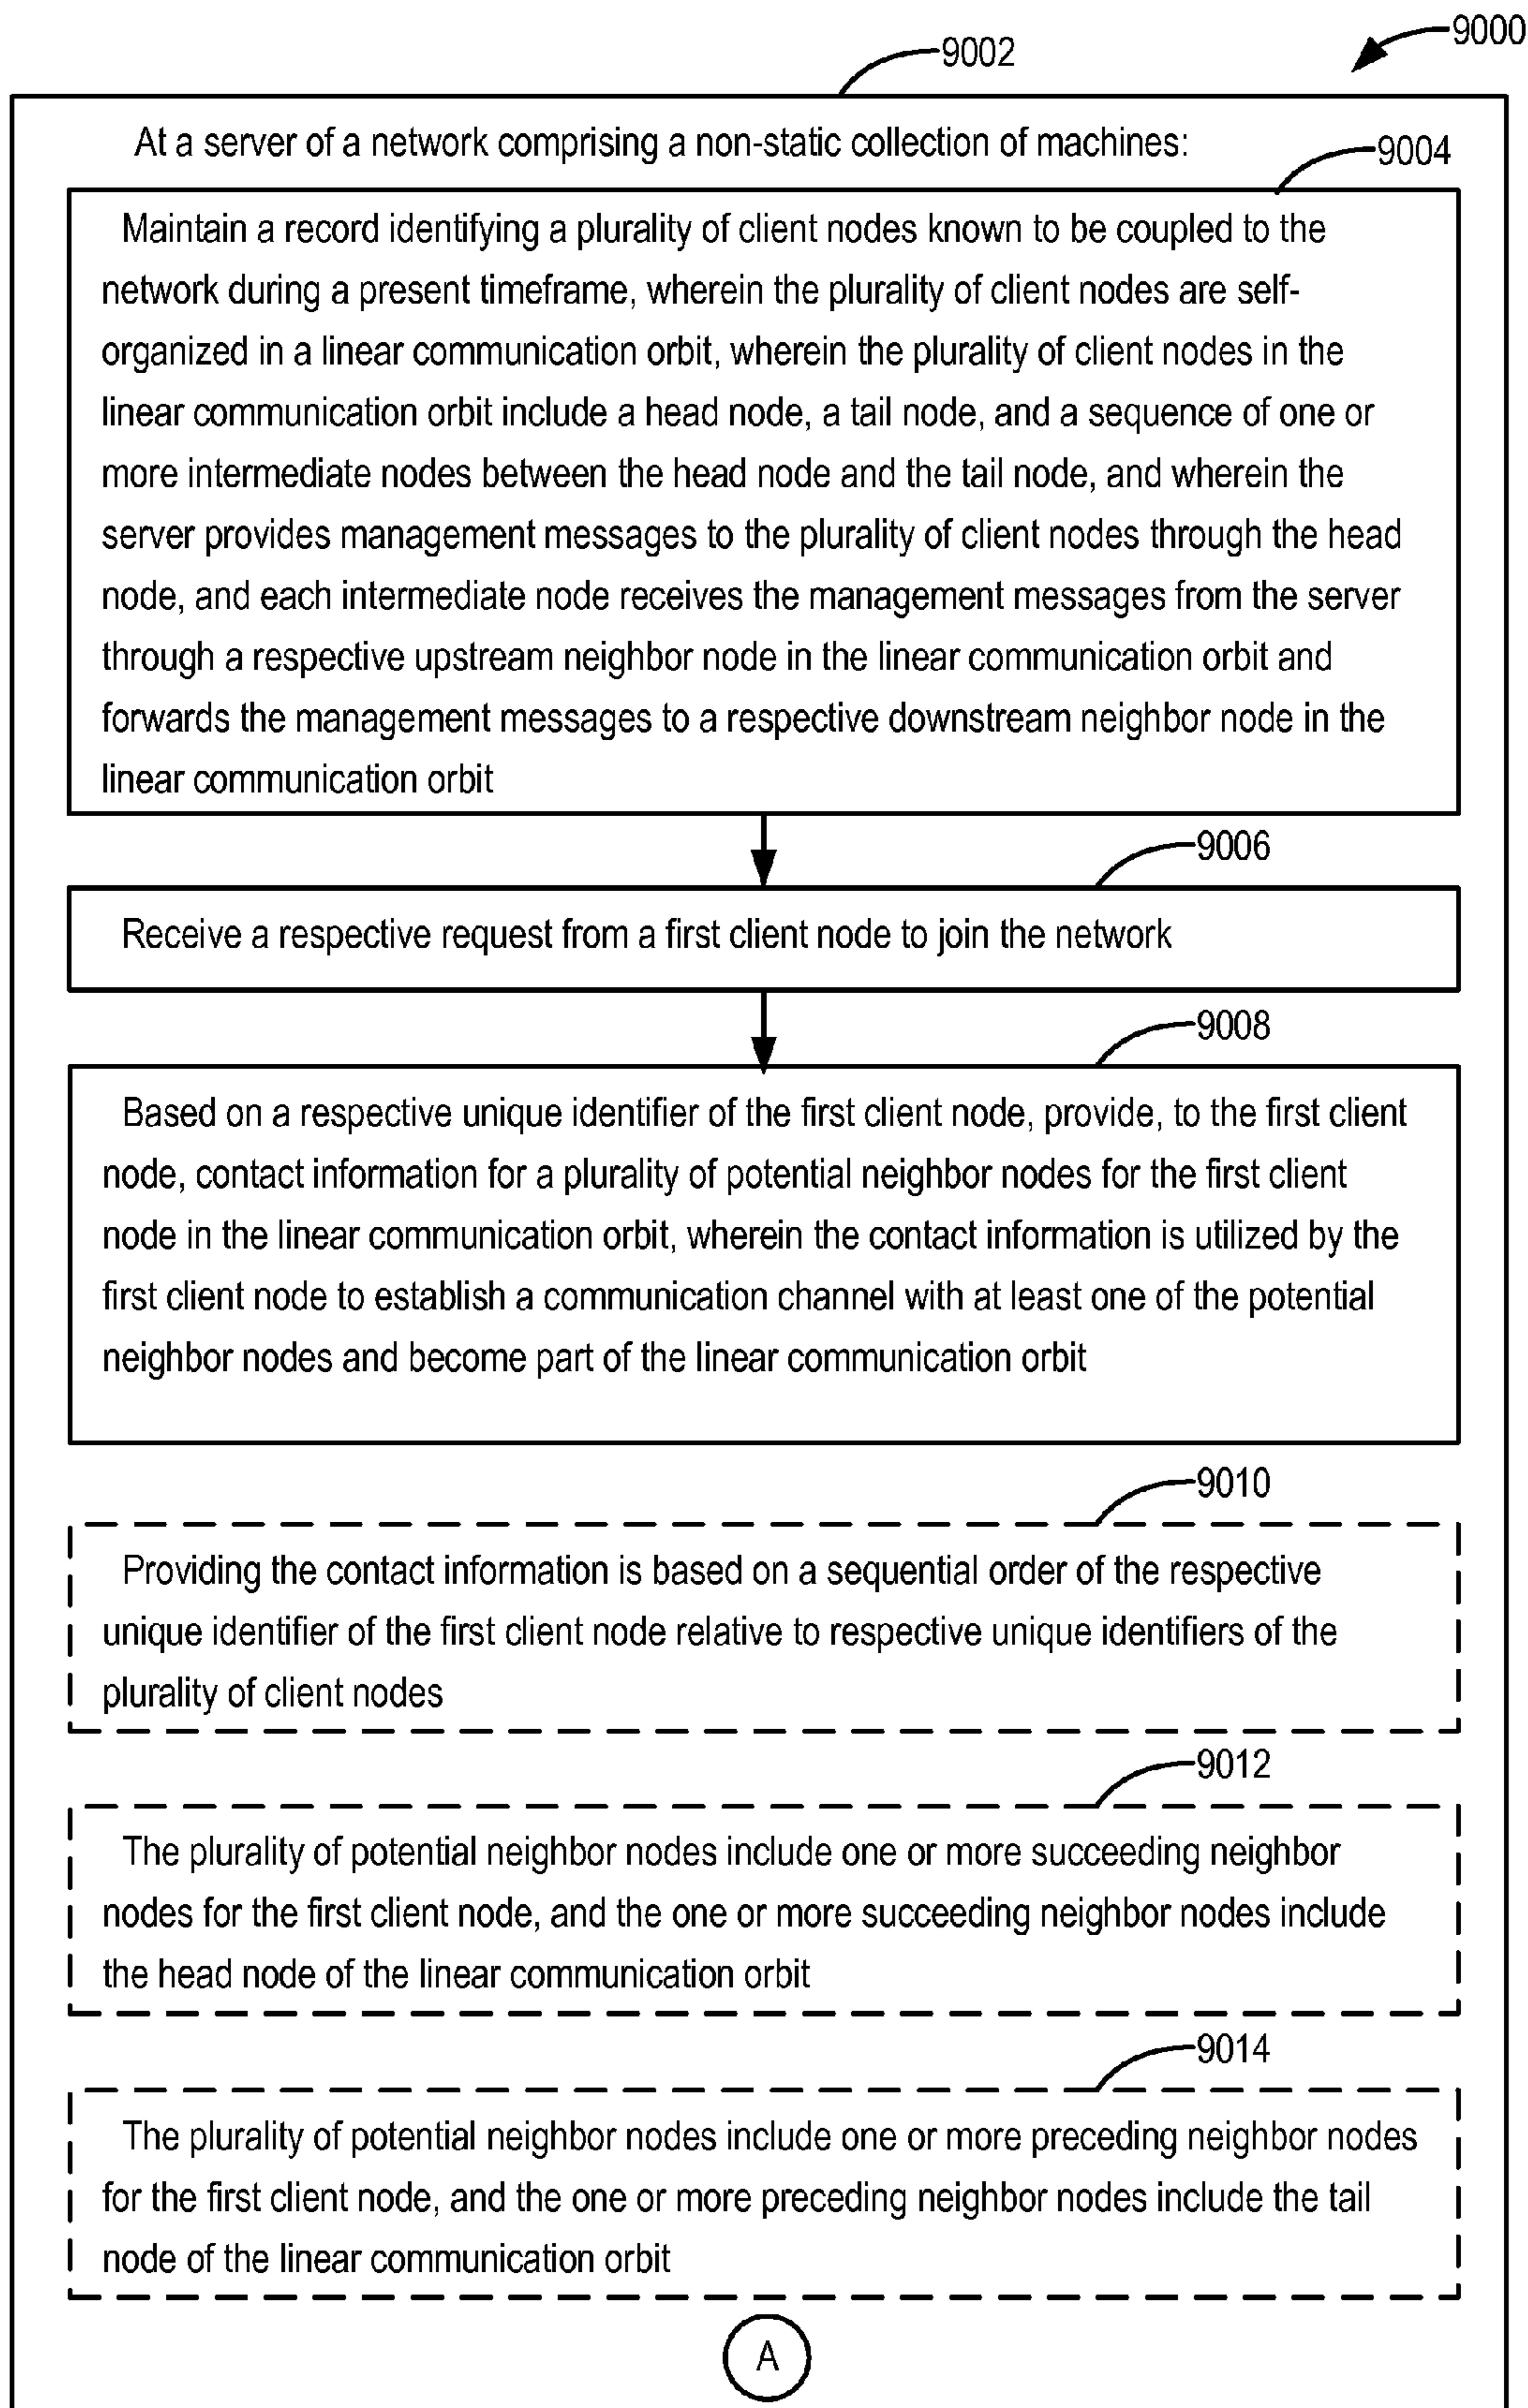 9000
9002
At a server of a network comprising a non-static collection of machines:
9004
Maintain a record identifying a plurality of client nodes known to be coupled to the
network during a present timeframe, wherein the plurality of client nodes are self-
organized in a linear communication orbit, wherein the plurality of client nodes in the
linear communication orbit include a head node, a tail node, and a sequence of one or
more intermediate nodes between the head node and the tail node, and wherein the
server provides management messages to the plurality of client nodes through the head
node, and each intermediate node receives the management messages from the server
through a respective upstream neighbor node in the linear communication orbit and
forwards the management messages to a respective downstream neighbor node in the
linear communication orbit
9006
Receive a respective request from a first client node to join the network
9008
Based on a respective unique identifier of the first client node, provide, to the first client
node, contact information for a plurality of potential neighbor nodes for the first client
node in the linear communication orbit, wherein the contact information is utilized by the
first client node to establish a communication channel with at least one of the potential
neighbor nodes and become part of the linear communication orbit
9010
Providing the contact information is based on a sequential order of the respective
unique identifier of the first client node relative to respective unique identifiers of the
plurality of client nodes
9012
The plurality of potential neighbor nodes include one or more succeeding neighbor
nodes for the first client node, and the one or more succeeding neighbor nodes include
the head node of the linear communication orbit
9014
The plurality of potential neighbor nodes include one or more preceding neighbor nodes
for the first client node, and the one or more preceding neighbor nodes include the tail
node of the linear communication orbit
A